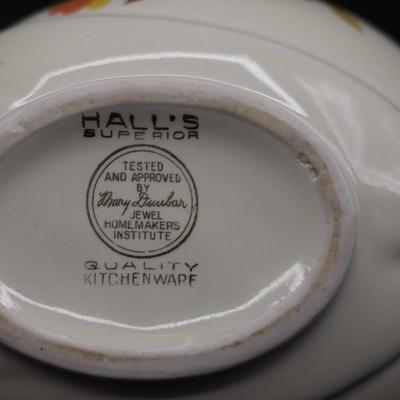 HALL'S
SUPERIOR
TESTED
AND APPROVED
BY
Mary Dunbar
JEWEL
HOMEMAKERS
INSTITUTE
QUALITY
KITCHENWARE